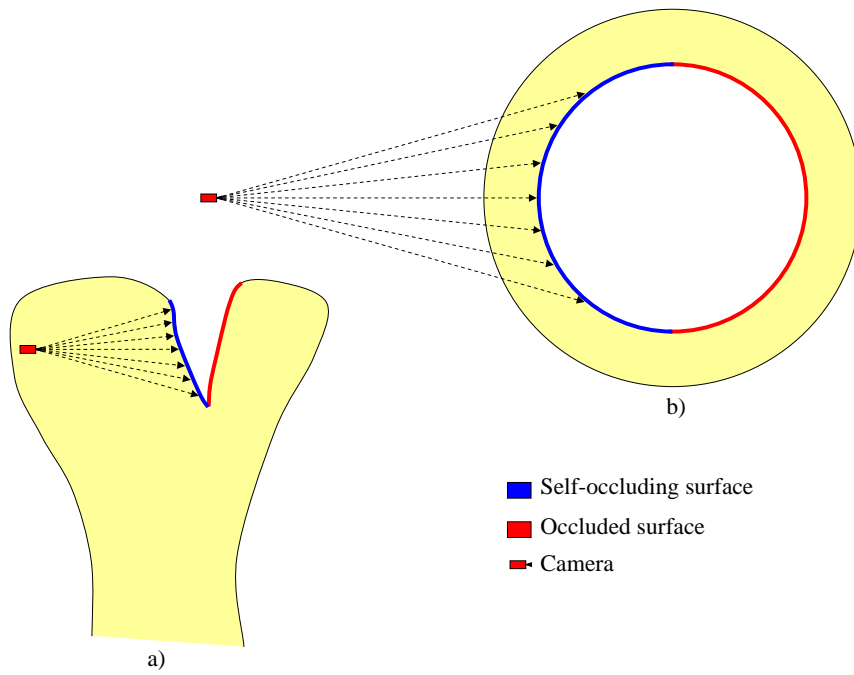 b)
Self-occluding surface
Occluded surface
Camera
a)